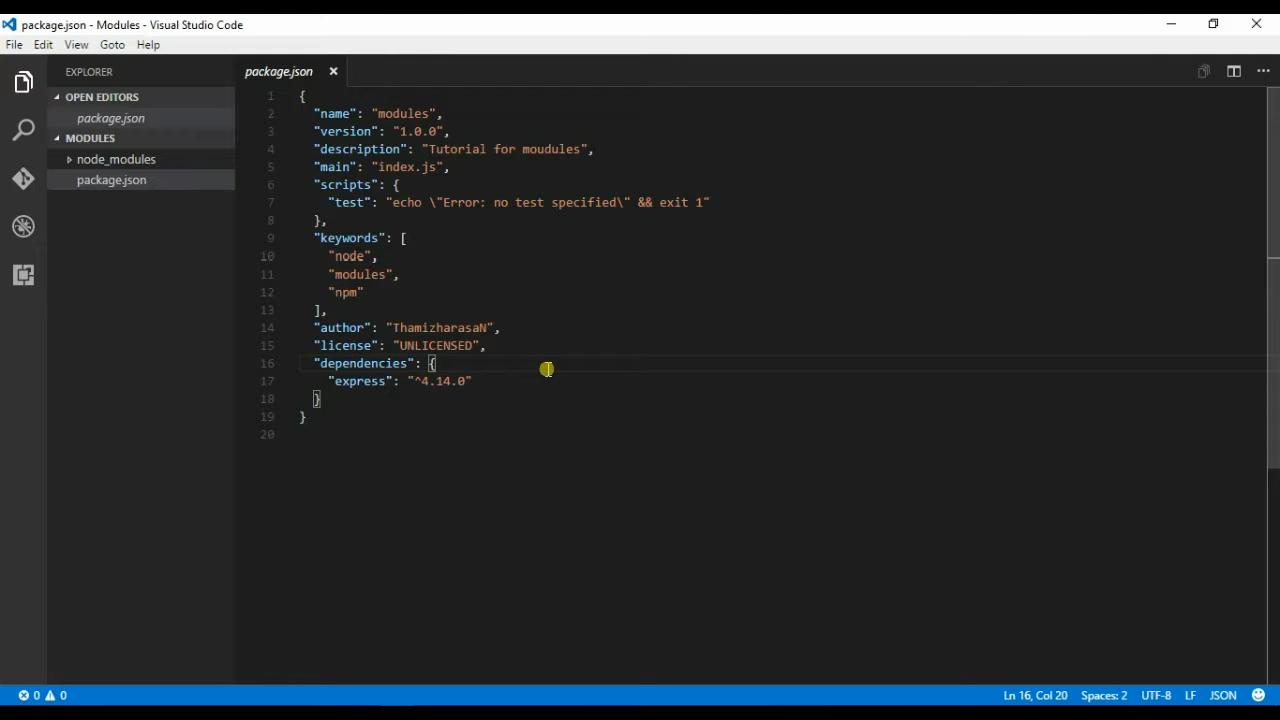 package.json - Modules - Visual Studio Code
File Edit View Goto Help
EXPLORER
OPEN EDITORS
package.json
MODULES
node_modules
package.json
package.json
1 {
2 "name": "modules",
3 "version": "1.0.0",
4 "description": "Tutorial for moudules",
5 "main": "index.js",
6 "scripts": {
7 "test": "echo \"Error: no test specified\" && exit 1"
8 },
9 "keywords": [
10 "node",
11 "modules",
12 "npm"
13 ],
14 "author": "ThamizharasaN",
15 "license": "UNLICENSED",
16 "dependencies": {
17 "express": "^4.14.0"
18 }
19 }
20
0 0
Ln 16, Col 20 Spaces: 2 UTF-8 LF JSON